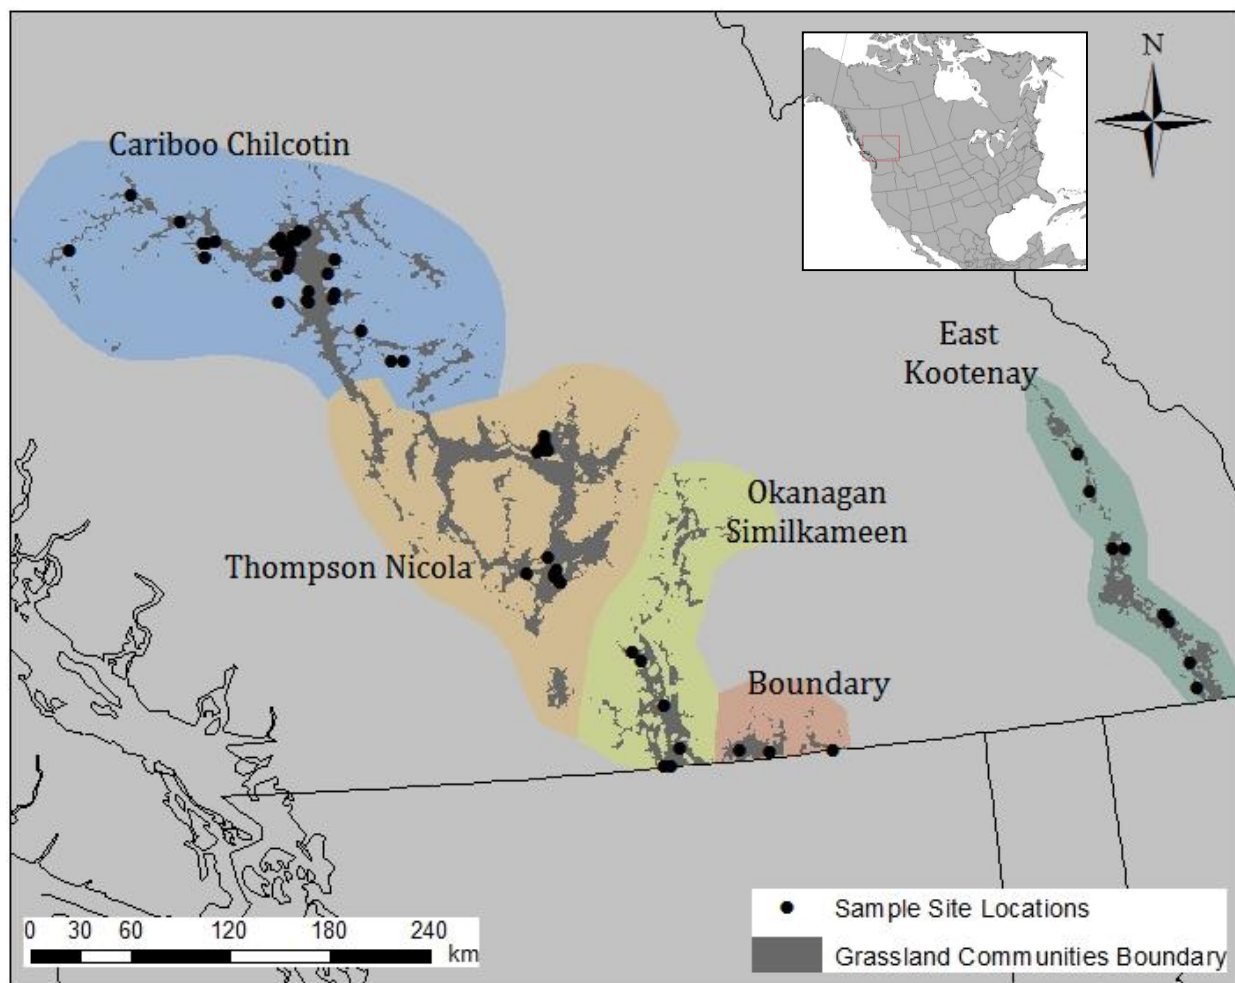 N
Cariboo Chilcotin
East
Kootenay
Okanagan
Similkameen
Thompson Nicola
Boundary
Sample Site Locations
Grassland Communities Boundary
0 30 60 120 180 240
km